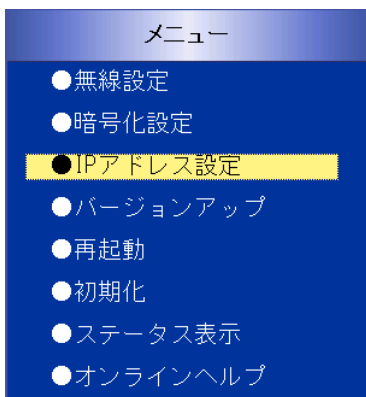 メニュー
●無線設定
●暗号化設定
●IPアドレス設定
●バージョンアップ
●再起動
●初期化
●ステータス表示
●オンラインヘルプ